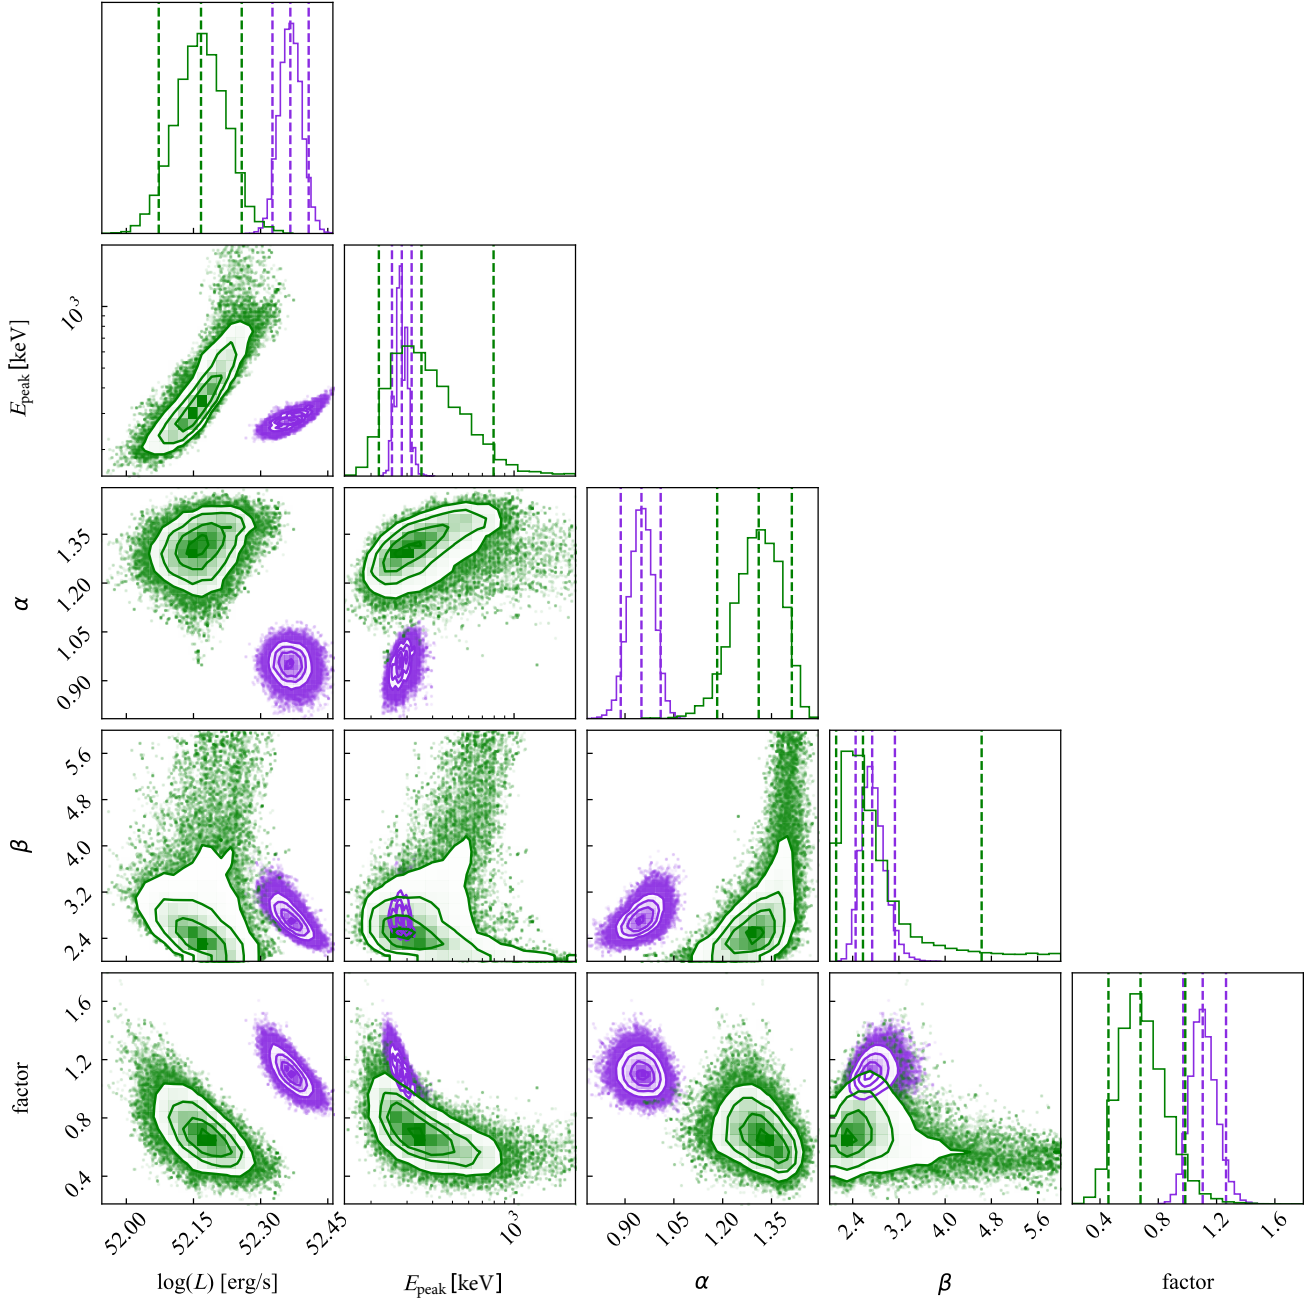 10³
E_peak [keV]
1.35
1.20
1.05
0.90
α
5.6
4.8
4.0
3.2
2.4
β
1.6
1.2
0.8
0.4
factor
52.00 52.15 52.30 52.45
10³
0.90 1.05 1.20 1.35
2.4 3.2 4.0 4.8 5.6
0.4 0.8 1.2 1.6
log(L) [erg/s] E_peak [keV] α β factor